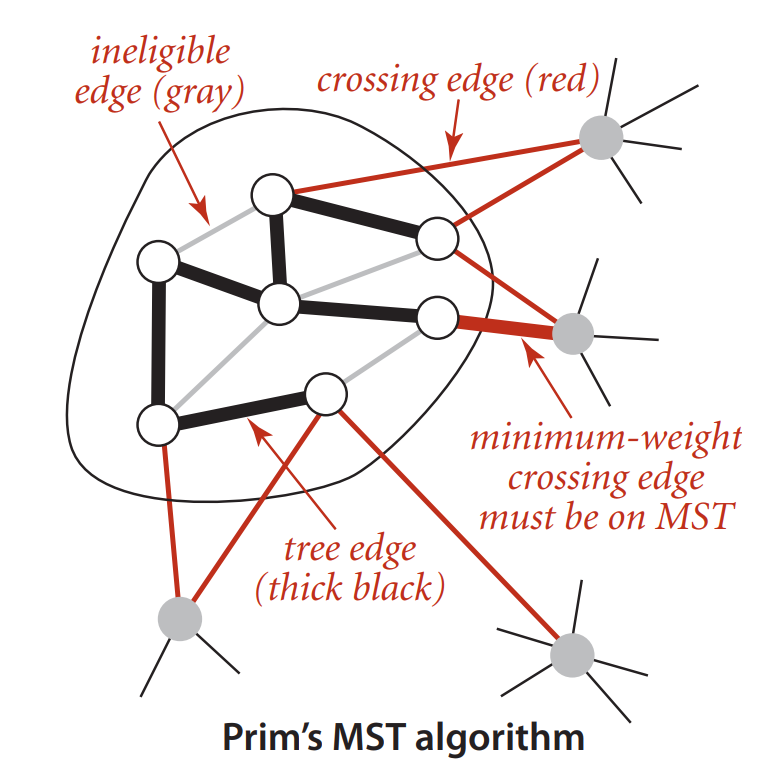 ineligible
edge (gray)
crossing edge (red)
minimum-weight
crossing edge
must be on MST
tree edge
(thick black)
Prim’s MST algorithm